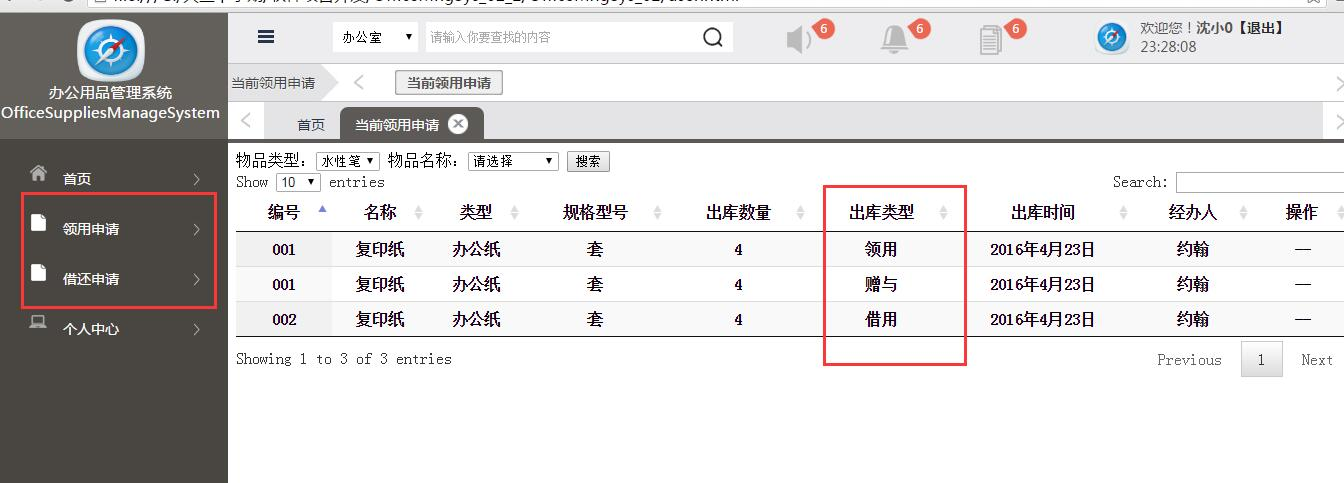 办公用品管理系统
OfficeSuppliesManageSystem
办公室
请输入你要查找的内容
6
6
6
欢迎您！沈小0【退出】
23:28:08
当前领用申请
当前领用申请
首页
当前领用申请
首页
领用申请
借还申请
个人中心
物品类型： 水性笔 物品名称： 请选择 搜索
Show 10 entries
Search:
编号 名称 类型 规格型号 出库数量 出库类型 出库时间 经办人 操作
001 复印纸 办公纸 套 4 领用 2016年4月23日 约翰 —
001 复印纸 办公纸 套 4 赠与 2016年4月23日 约翰 —
002 复印纸 办公纸 套 4 借用 2016年4月23日 约翰 —
Showing 1 to 3 of 3 entries
Previous 1 Next